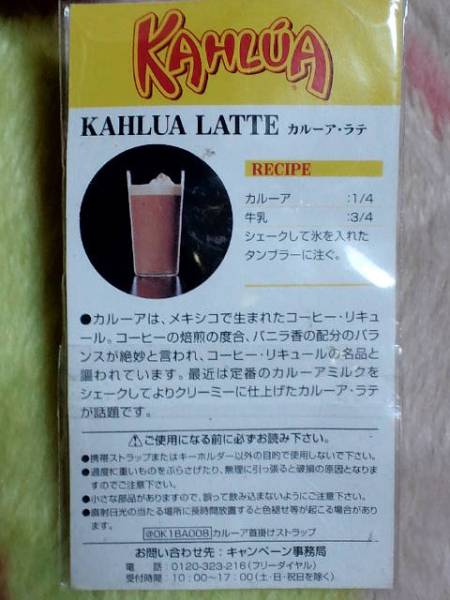 KAHLÚA
KAHLUA LATTE カルーア・ラテ
RECIPE
カルーア :1/4
牛乳 :3/4
シェークして氷を入れた
タンブラーに注ぐ。
●カルーアは、メキシコで生まれたコーヒー・リキュ
ール。コーヒーの焙煎の度合、バニラ香の配分のバラ
ンスが絶妙と言われ、コーヒー・リキュールの名品と
謳われています。最近は定番のカルーアミルクを
シェークしてよりクリーミーに仕上げたカルーア・ラテ
が話題です。
⚠ご使用になる前に必ずお読み下さい。
●携帯ストラップまたはキーホルダー以外の目的で使用しないで下さい。
●過度に重いものをぶらさげたり、無理に引っ張ると破損の原因となりま
すのでご注意下さい。
●小さな部品がありますので、誤って飲み込まないようにご注意下さい。
●直射日光の当たる場所に長時間放置すると色褪せ等が起こる場合があり
ます。
@OK1BA008 カルーア首掛けストラップ
お問い合わせ先:キャンペーン事務局
電話:0120-323-216(フリーダイヤル)
受付時間:10:00~17:00(土・日・祝日を除く)